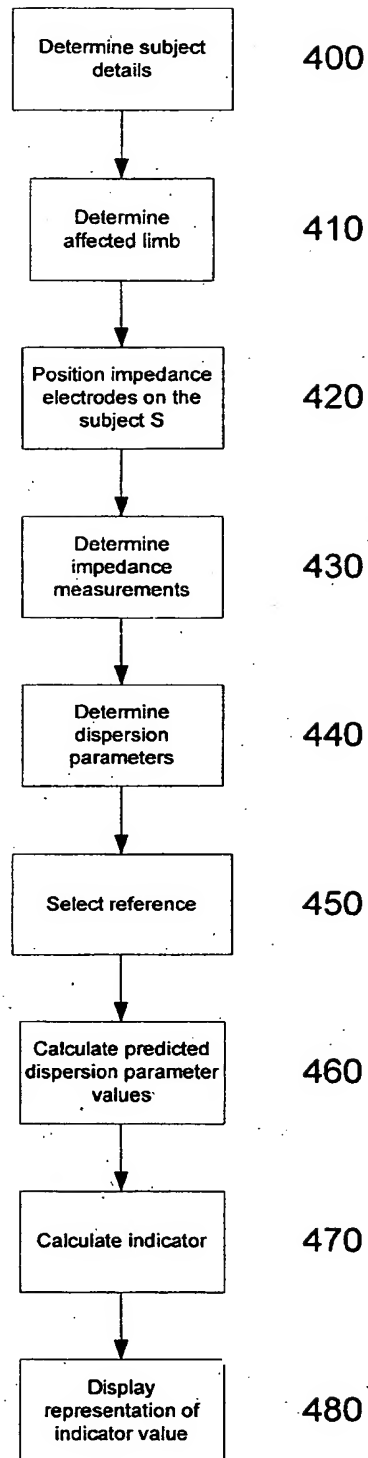 Determine subject
details
400
Determine
affected limb
410
Position impedance
electrodes on the
subject S
420
Determine
impedance
measurements
430
Determine
dispersion
parameters
440
Select reference
450
Calculate predicted
dispersion parameter
values
460
Calculate indicator
470
Display
representation of
indicator value
480